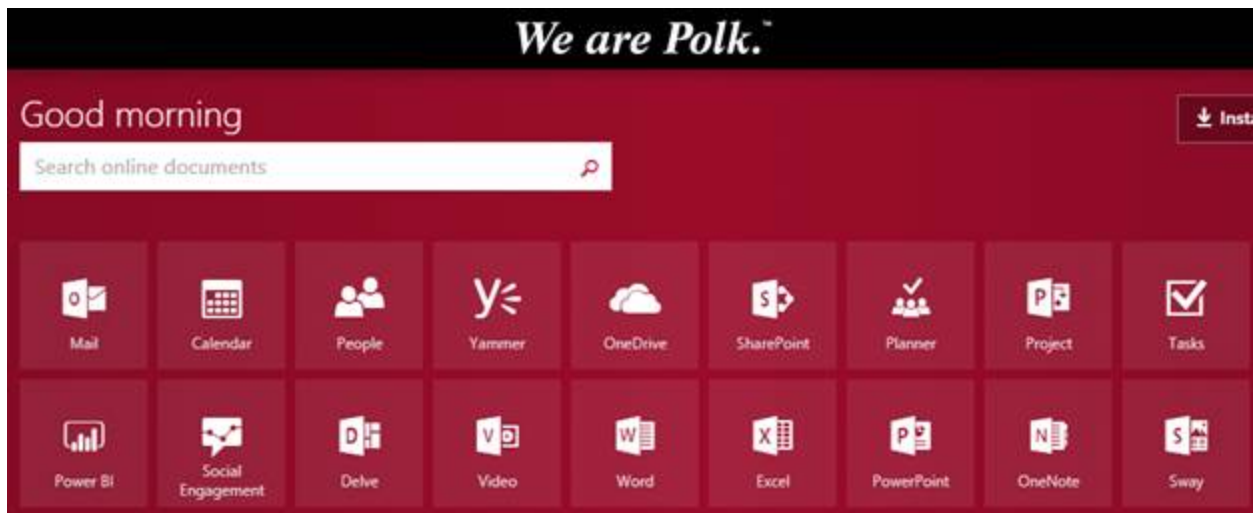 We are Polk.™
Good morning
Search online documents
Mail Calendar People Yammer OneDrive SharePoint Planner Project Tasks
Power BI Social Engagement Delve Video Word Excel PowerPoint OneNote Sway